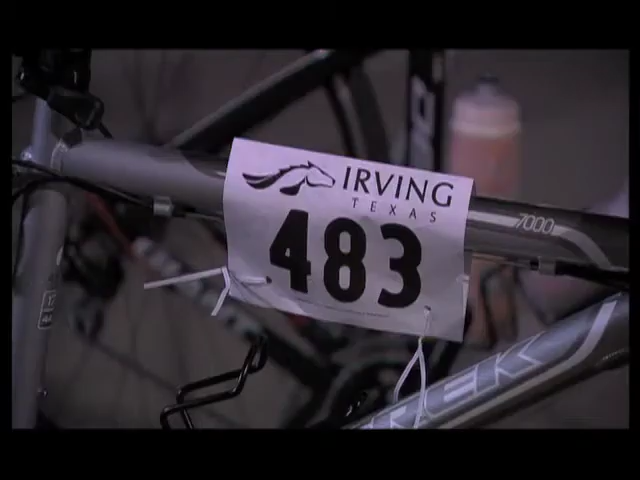 IRVING
TEXAS
483
7000
TREK